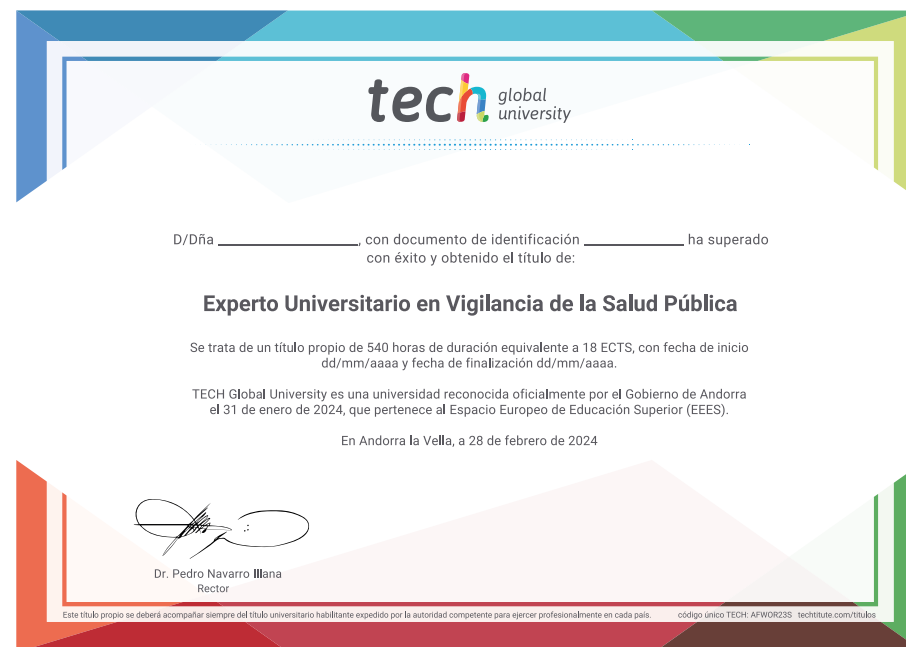 tech global university
D/Dña ____________________, con documento de identificación ______________ ha superado
con éxito y obtenido el título de:
Experto Universitario en Vigilancia de la Salud Pública
Se trata de un título propio de 540 horas de duración equivalente a 18 ECTS, con fecha de inicio
dd/mm/aaaa y fecha de finalización dd/mm/aaaa.
TECH Global University es una universidad reconocida oficialmente por el Gobierno de Andorra
el 31 de enero de 2024, que pertenece al Espacio Europeo de Educación Superior (EEES).
En Andorra la Vella, a 28 de febrero de 2024
Dr. Pedro Navarro Illana
Rector
Este título propio se deberá acompañar siempre del título universitario habilitante expedido por la autoridad competente para ejercer profesionalmente en cada país. código único TECH: AFWOR23S techtitute.com/titulos